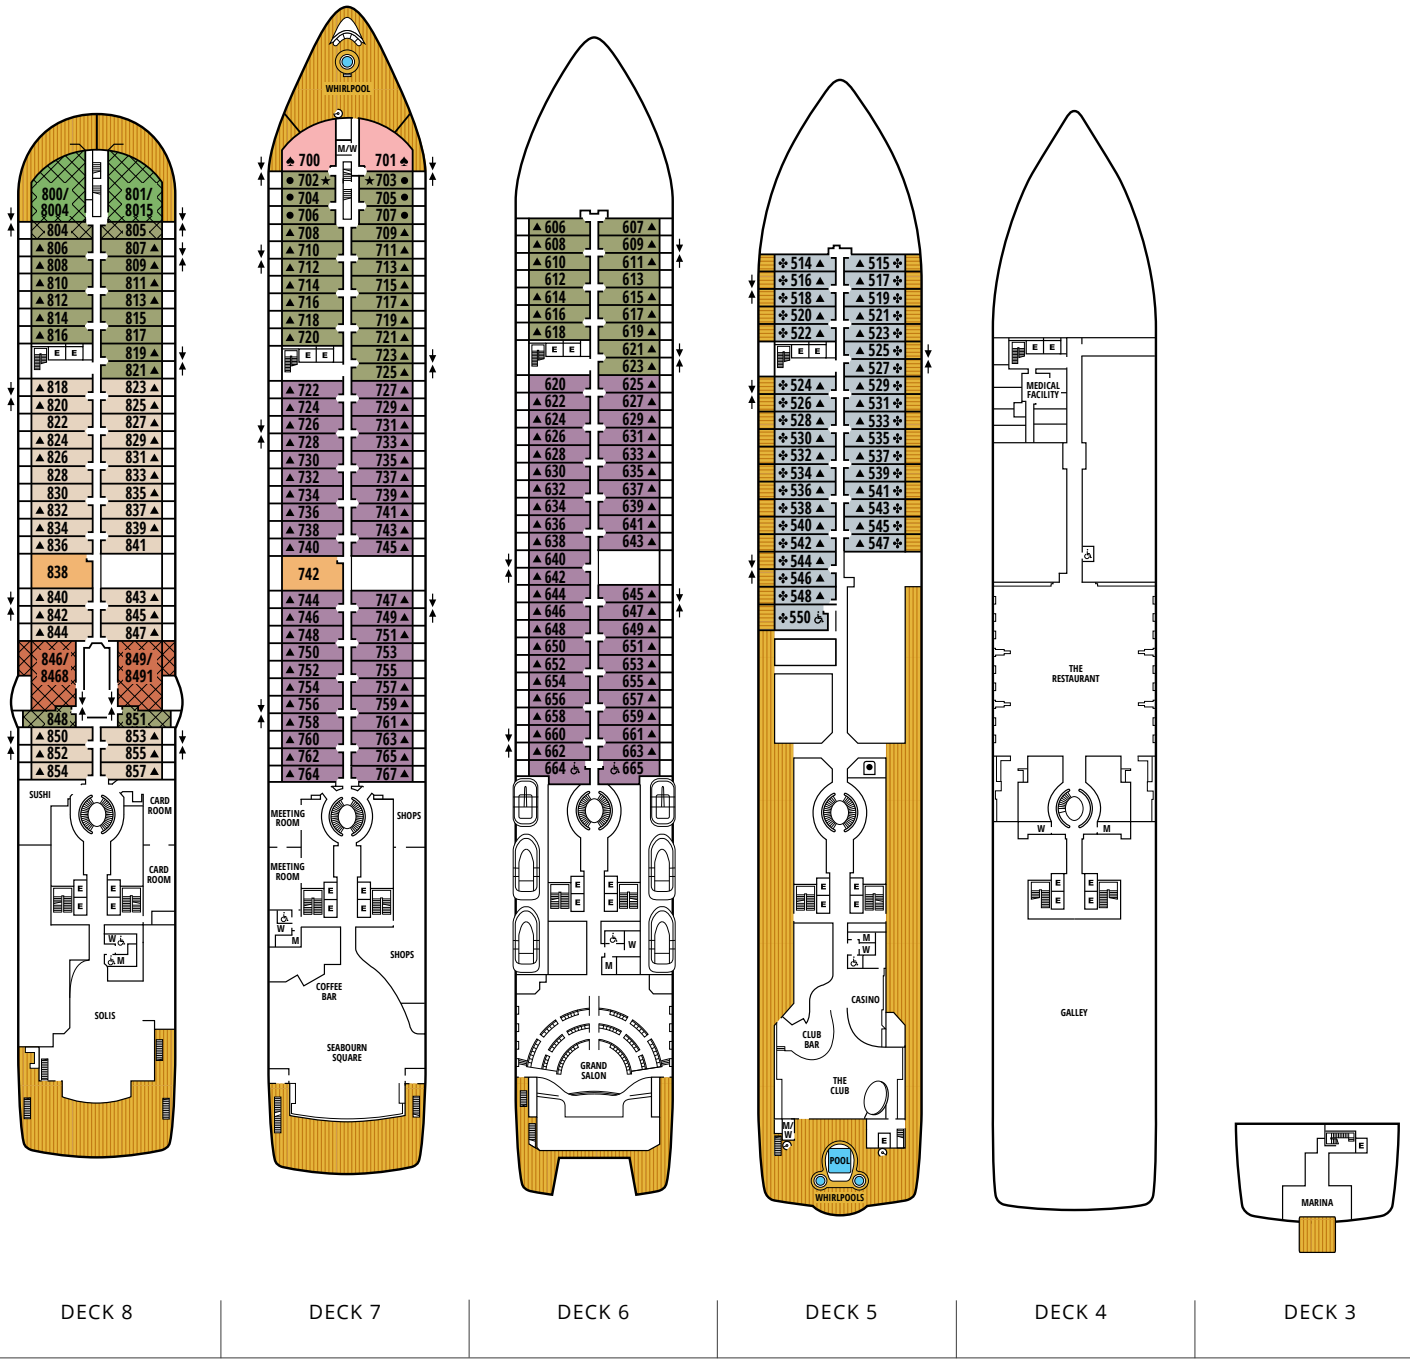 800/ 801/
8004 8015
804 805
806 807
808 809
810 811
812 813
814 815
816 817
E E 819
821
818 823
820 825
822 827
824 829
826 831
828 833
830 835
832 837
834 839
836 841
838
840 843
842 845
844 847
846/ 849/
8468 8491
848 851
850 853
852 855
854 857
SUSHI
CARD
ROOM
CARD
ROOM
E E
E E
W
M
SOLIS
WHIRLPOOL
M/W
700 701
702 703
704 705
706 707
708 709
710 711
712 713
714 715
716 717
718 719
720 721
E E 723
725
722 727
724 729
726 731
728 733
730 735
732 737
734 739
736 741
738 743
740 745
742
744 747
746 749
748 751
750 753
752 755
754 757
756 759
758 761
760 763
762 765
764 767
MEETING
ROOM
SHOPS
MEETING
ROOM
E E
E E
W
M
SHOPS
COFFEE
BAR
SEABOURN
SQUARE
606 607
608 609
610 611
612 613
614 615
616 617
618 619
E E 621
623
620 625
622 627
624 629
626 631
628 633
630 635
632 637
634 639
636 641
638 643
640
642
644 645
646 647
648 649
650 651
652 653
654 655
656 657
658 659
660 661
662 663
664 665
E E
E E
W
M
GRAND
SALON
514 515
516 517
518 519
520 521
522 523
E E 525
527
524 529
526 531
528 533
530 535
532 537
534 539
536 541
538 543
540 545
542 547
544
546
548
550
E E
E E
M
W
CASINO
CLUB
BAR
THE
CLUB
M/
W
E
POOL
WHIRLPOOLS
E E
MEDICAL
FACILITY
THE
RESTAURANT
W M
E E
E E
GALLEY
E
MARINA
DECK 8 DECK 7 DECK 6 DECK 5 DECK 4 DECK 3